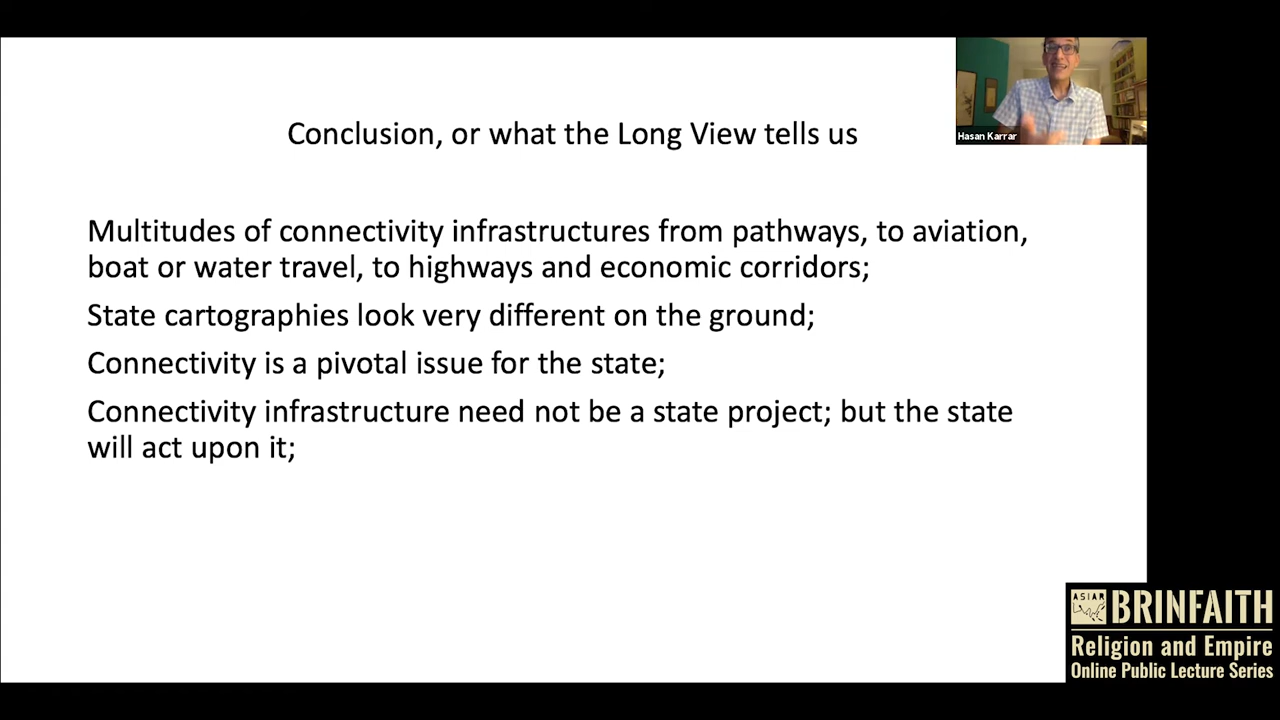 Conclusion, or what the Long View tells us
Hasan Karrar
Multitudes of connectivity infrastructures from pathways, to aviation,
boat or water travel, to highways and economic corridors;
State cartographies look very different on the ground;
Connectivity is a pivotal issue for the state;
Connectivity infrastructure need not be a state project; but the state
will act upon it;
ASIAR
BRINFAITH
Religion and Empire
Online Public Lecture Series